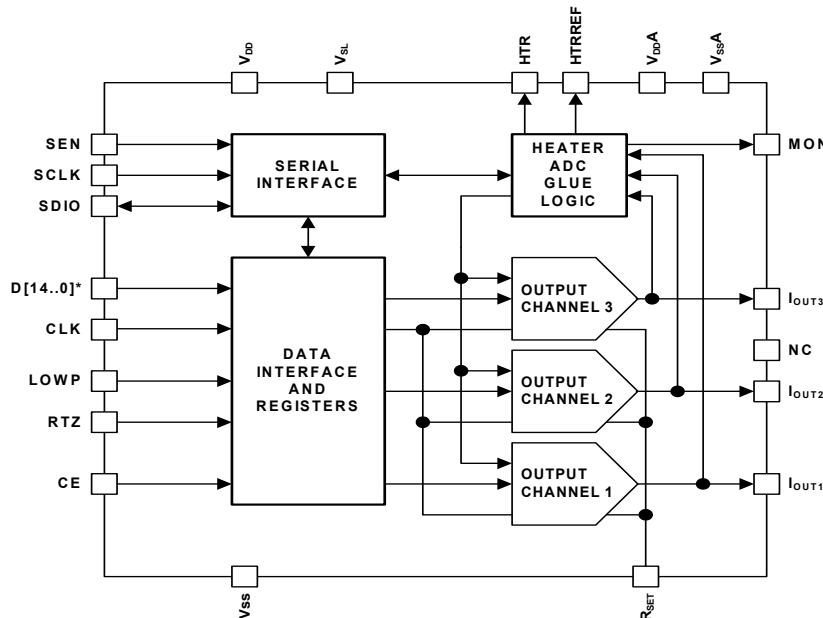 VDD
VSL
HTR
HTRREF
VDDA
VSSA
SEN
SCLK
SDIO
D[14..0]*
CLK
LOWP
RTZ
CE
SERIAL
INTERFACE
DATA
INTERFACE
AND
REGISTERS
HEATER
ADC
GLUE
LOGIC
OUTPUT
CHANNEL 3
OUTPUT
CHANNEL 2
OUTPUT
CHANNEL 1
MON
IOUT3
NC
IOUT2
IOUT1
Vss
RSET